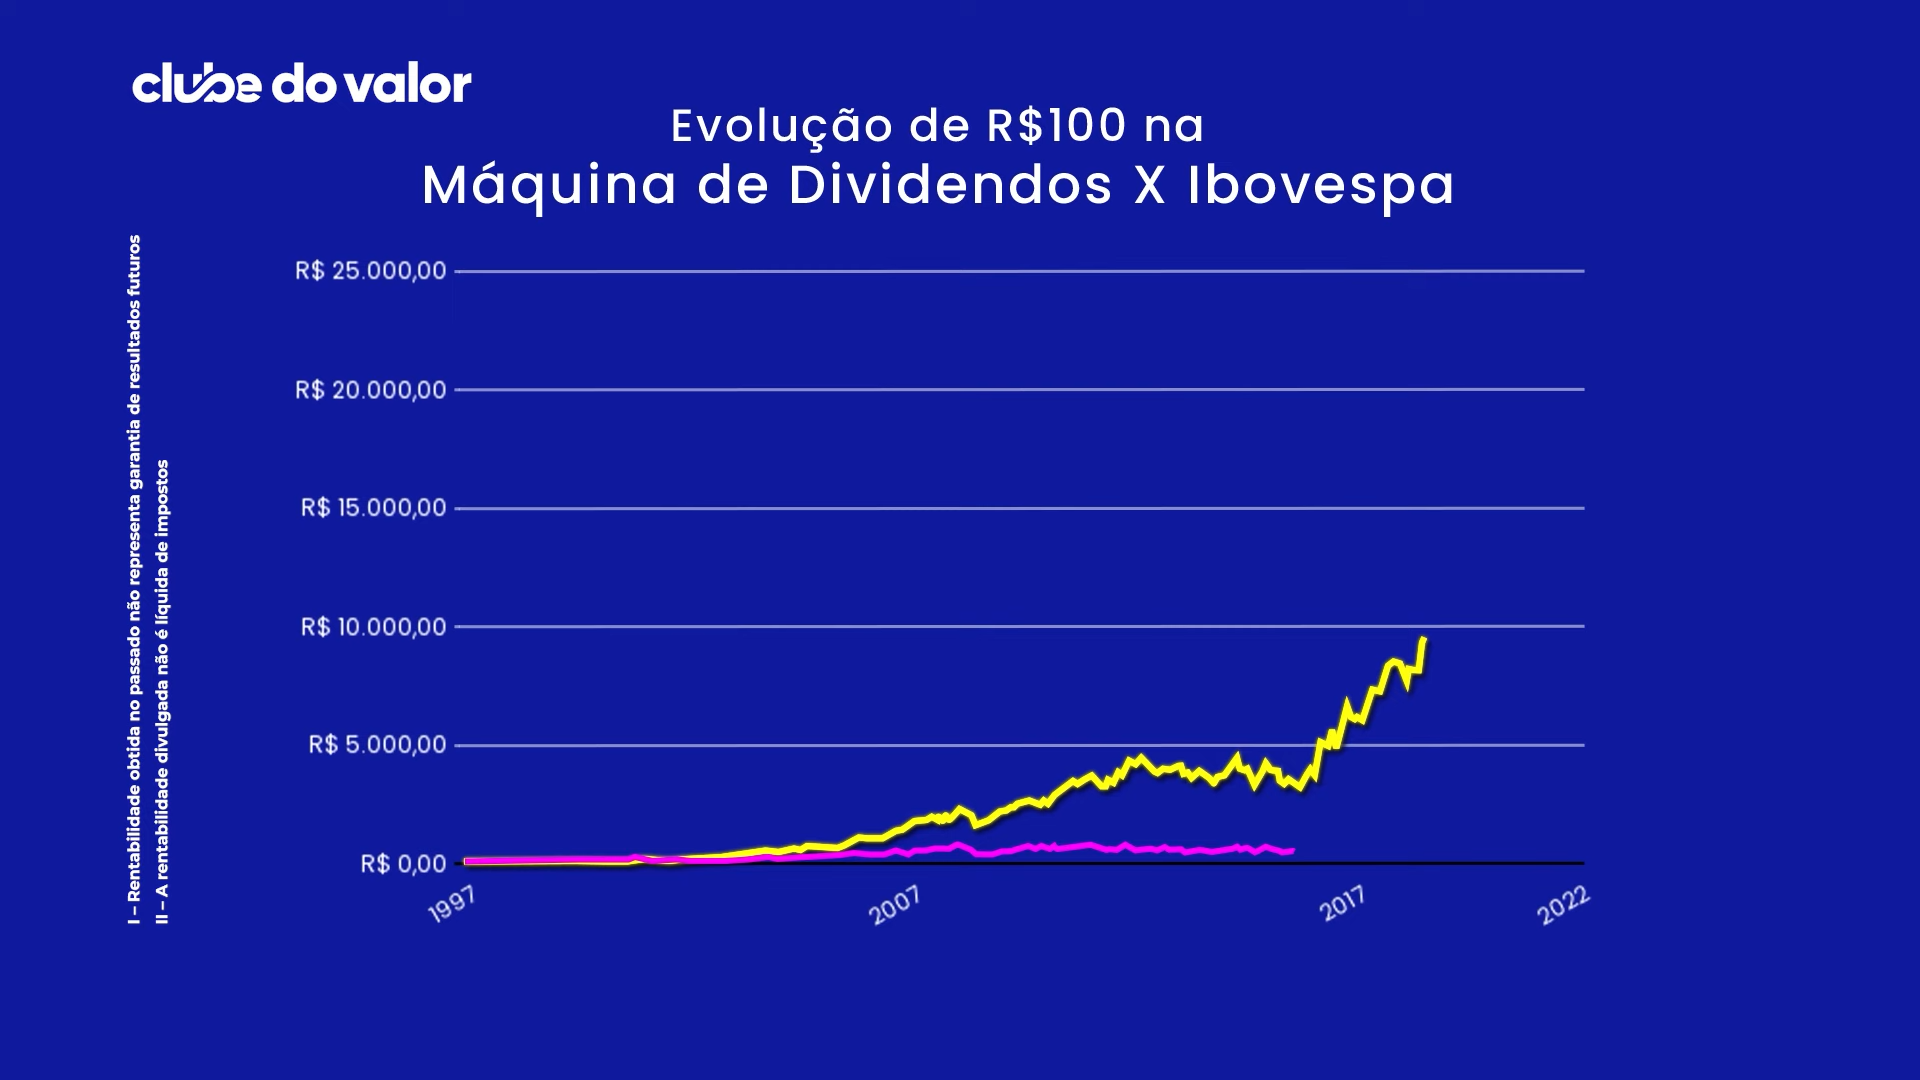 clube do valor
Evolução de R$100 na
Máquina de Dividendos X Ibovespa
I – Rentabilidade obtida no passado não representa garantia de resultados futuros
II – A rentabilidade divulgada não é líquida de impostos
R$ 25.000,00
R$ 20.000,00
R$ 15.000,00
R$ 10.000,00
R$ 5.000,00
R$ 0,00
1997
2007
2017
2022